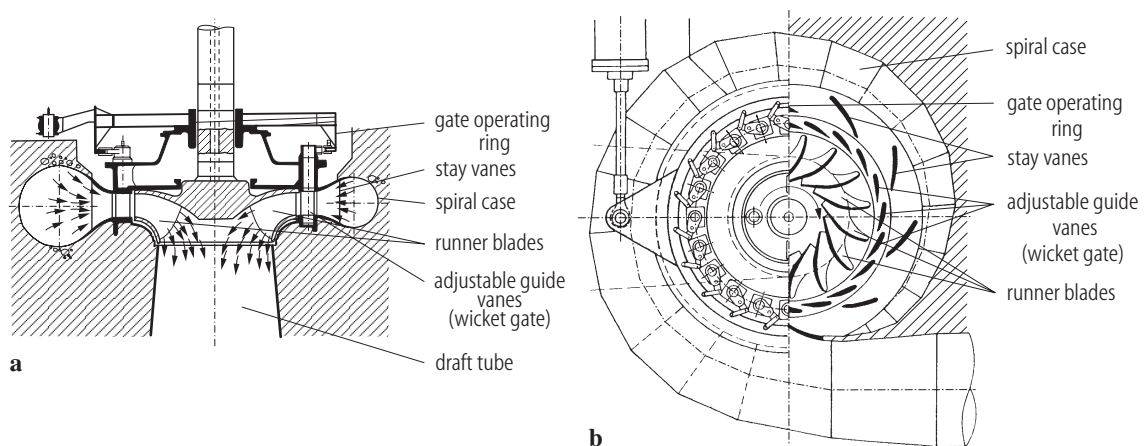 gate operating
ring
stay vanes
spiral case
runner blades
adjustable guide
vanes
(wicket gate)
draft tube
a
spiral case
gate operating
ring
stay vanes
adjustable guide
vanes
(wicket gate)
runner blades
b